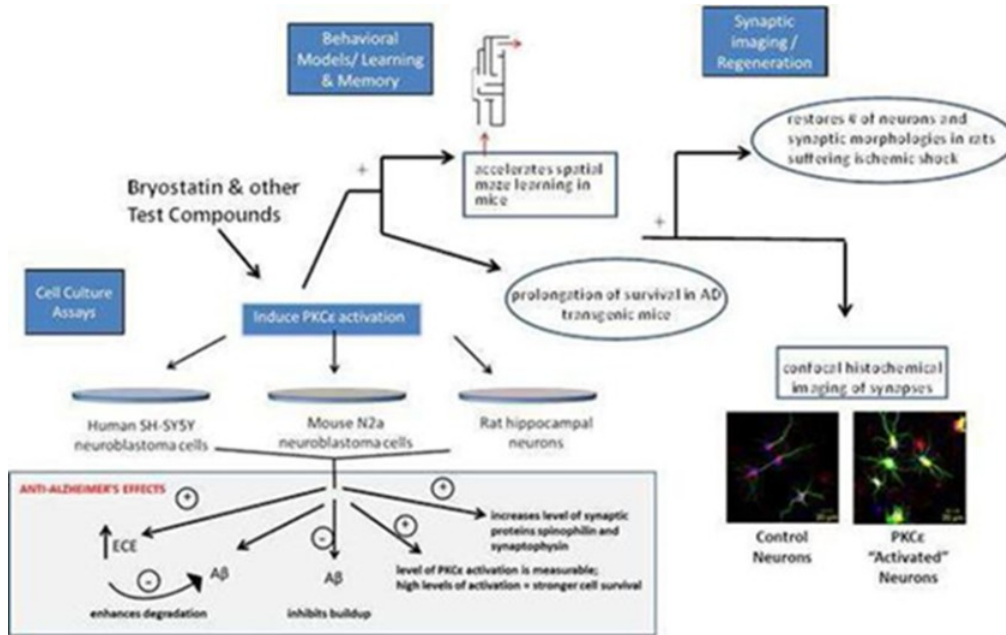 Behavioral
Models/ Learning
& Memory
Synaptic
imaging /
Regeneration
restores # of neurons and
synaptic morphologies in rats
suffering ischemic shock
+
accelerates spatial
maze learning in
mice
Bryostatin & other
Test Compounds
+
Cell Culture
Assays
Induce PKCε activation
prolongation of survival in AD
transgenic mice
confocal histochemical
imaging of synapses
Human SH-SY5Y
neuroblastoma cells
Mouse N2a
neuroblastoma cells
Rat hippocampal
neurons
ANTI-ALZHEIMER'S EFFECTS
+
+
increases level of synaptic
proteins spinophilin and
synaptophysin
ECE
-
+
-
Aβ
Aβ
level of PKCε activation is measurable;
high levels of activation = stronger cell survival
enhances degradation
inhibits buildup
Control
Neurons
PKCε
"Activated"
Neurons